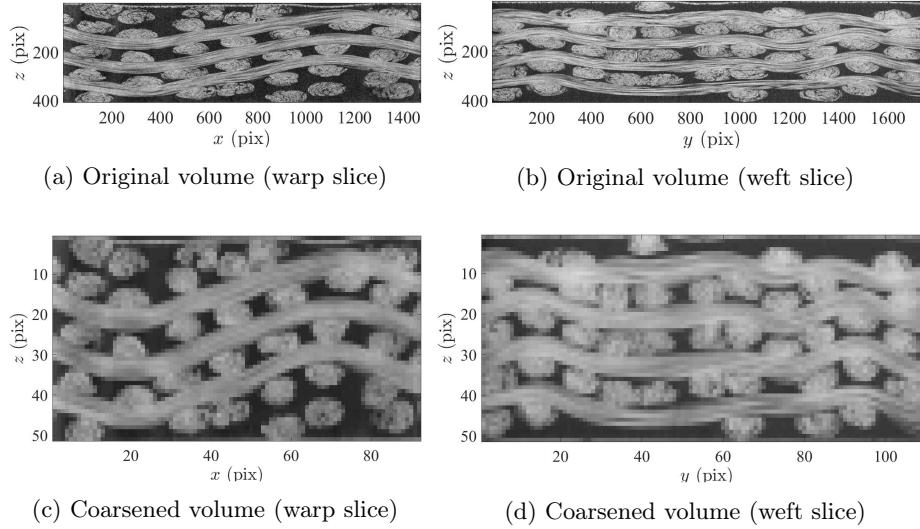 z (pix)
200
400
200 400 600 800 1000 1200 1400
x (pix)
(a) Original volume (warp slice)
z (pix)
200
400
200 400 600 800 1000 1200 1400 1600
y (pix)
(b) Original volume (weft slice)
z (pix)
10
20
30
40
50
20 40 60 80
x (pix)
(c) Coarsened volume (warp slice)
z (pix)
10
20
30
40
50
20 40 60 80 100
y (pix)
(d) Coarsened volume (weft slice)